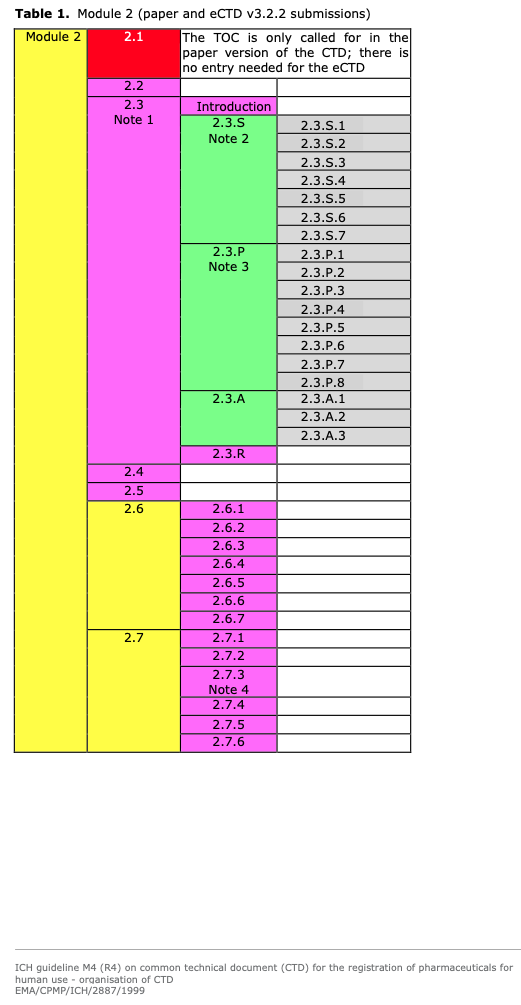 Table 1. Module 2 (paper and eCTD v3.2.2 submissions)
Module 2
2.1
The TOC is only called for in the
paper version of the CTD; there is
no entry needed for the eCTD
2.2
2.3
Note 1
Introduction
2.3.S
Note 2
2.3.S.1
2.3.S.2
2.3.S.3
2.3.S.4
2.3.S.5
2.3.S.6
2.3.S.7
2.3.P
Note 3
2.3.P.1
2.3.P.2
2.3.P.3
2.3.P.4
2.3.P.5
2.3.P.6
2.3.P.7
2.3.P.8
2.3.A
2.3.A.1
2.3.A.2
2.3.A.3
2.3.R
2.4
2.5
2.6
2.6.1
2.6.2
2.6.3
2.6.4
2.6.5
2.6.6
2.6.7
2.7
2.7.1
2.7.2
2.7.3
Note 4
2.7.4
2.7.5
2.7.6
ICH guideline M4 (R4) on common technical document (CTD) for the registration of pharmaceuticals for
human use - organisation of CTD
EMA/CPMP/ICH/2887/1999